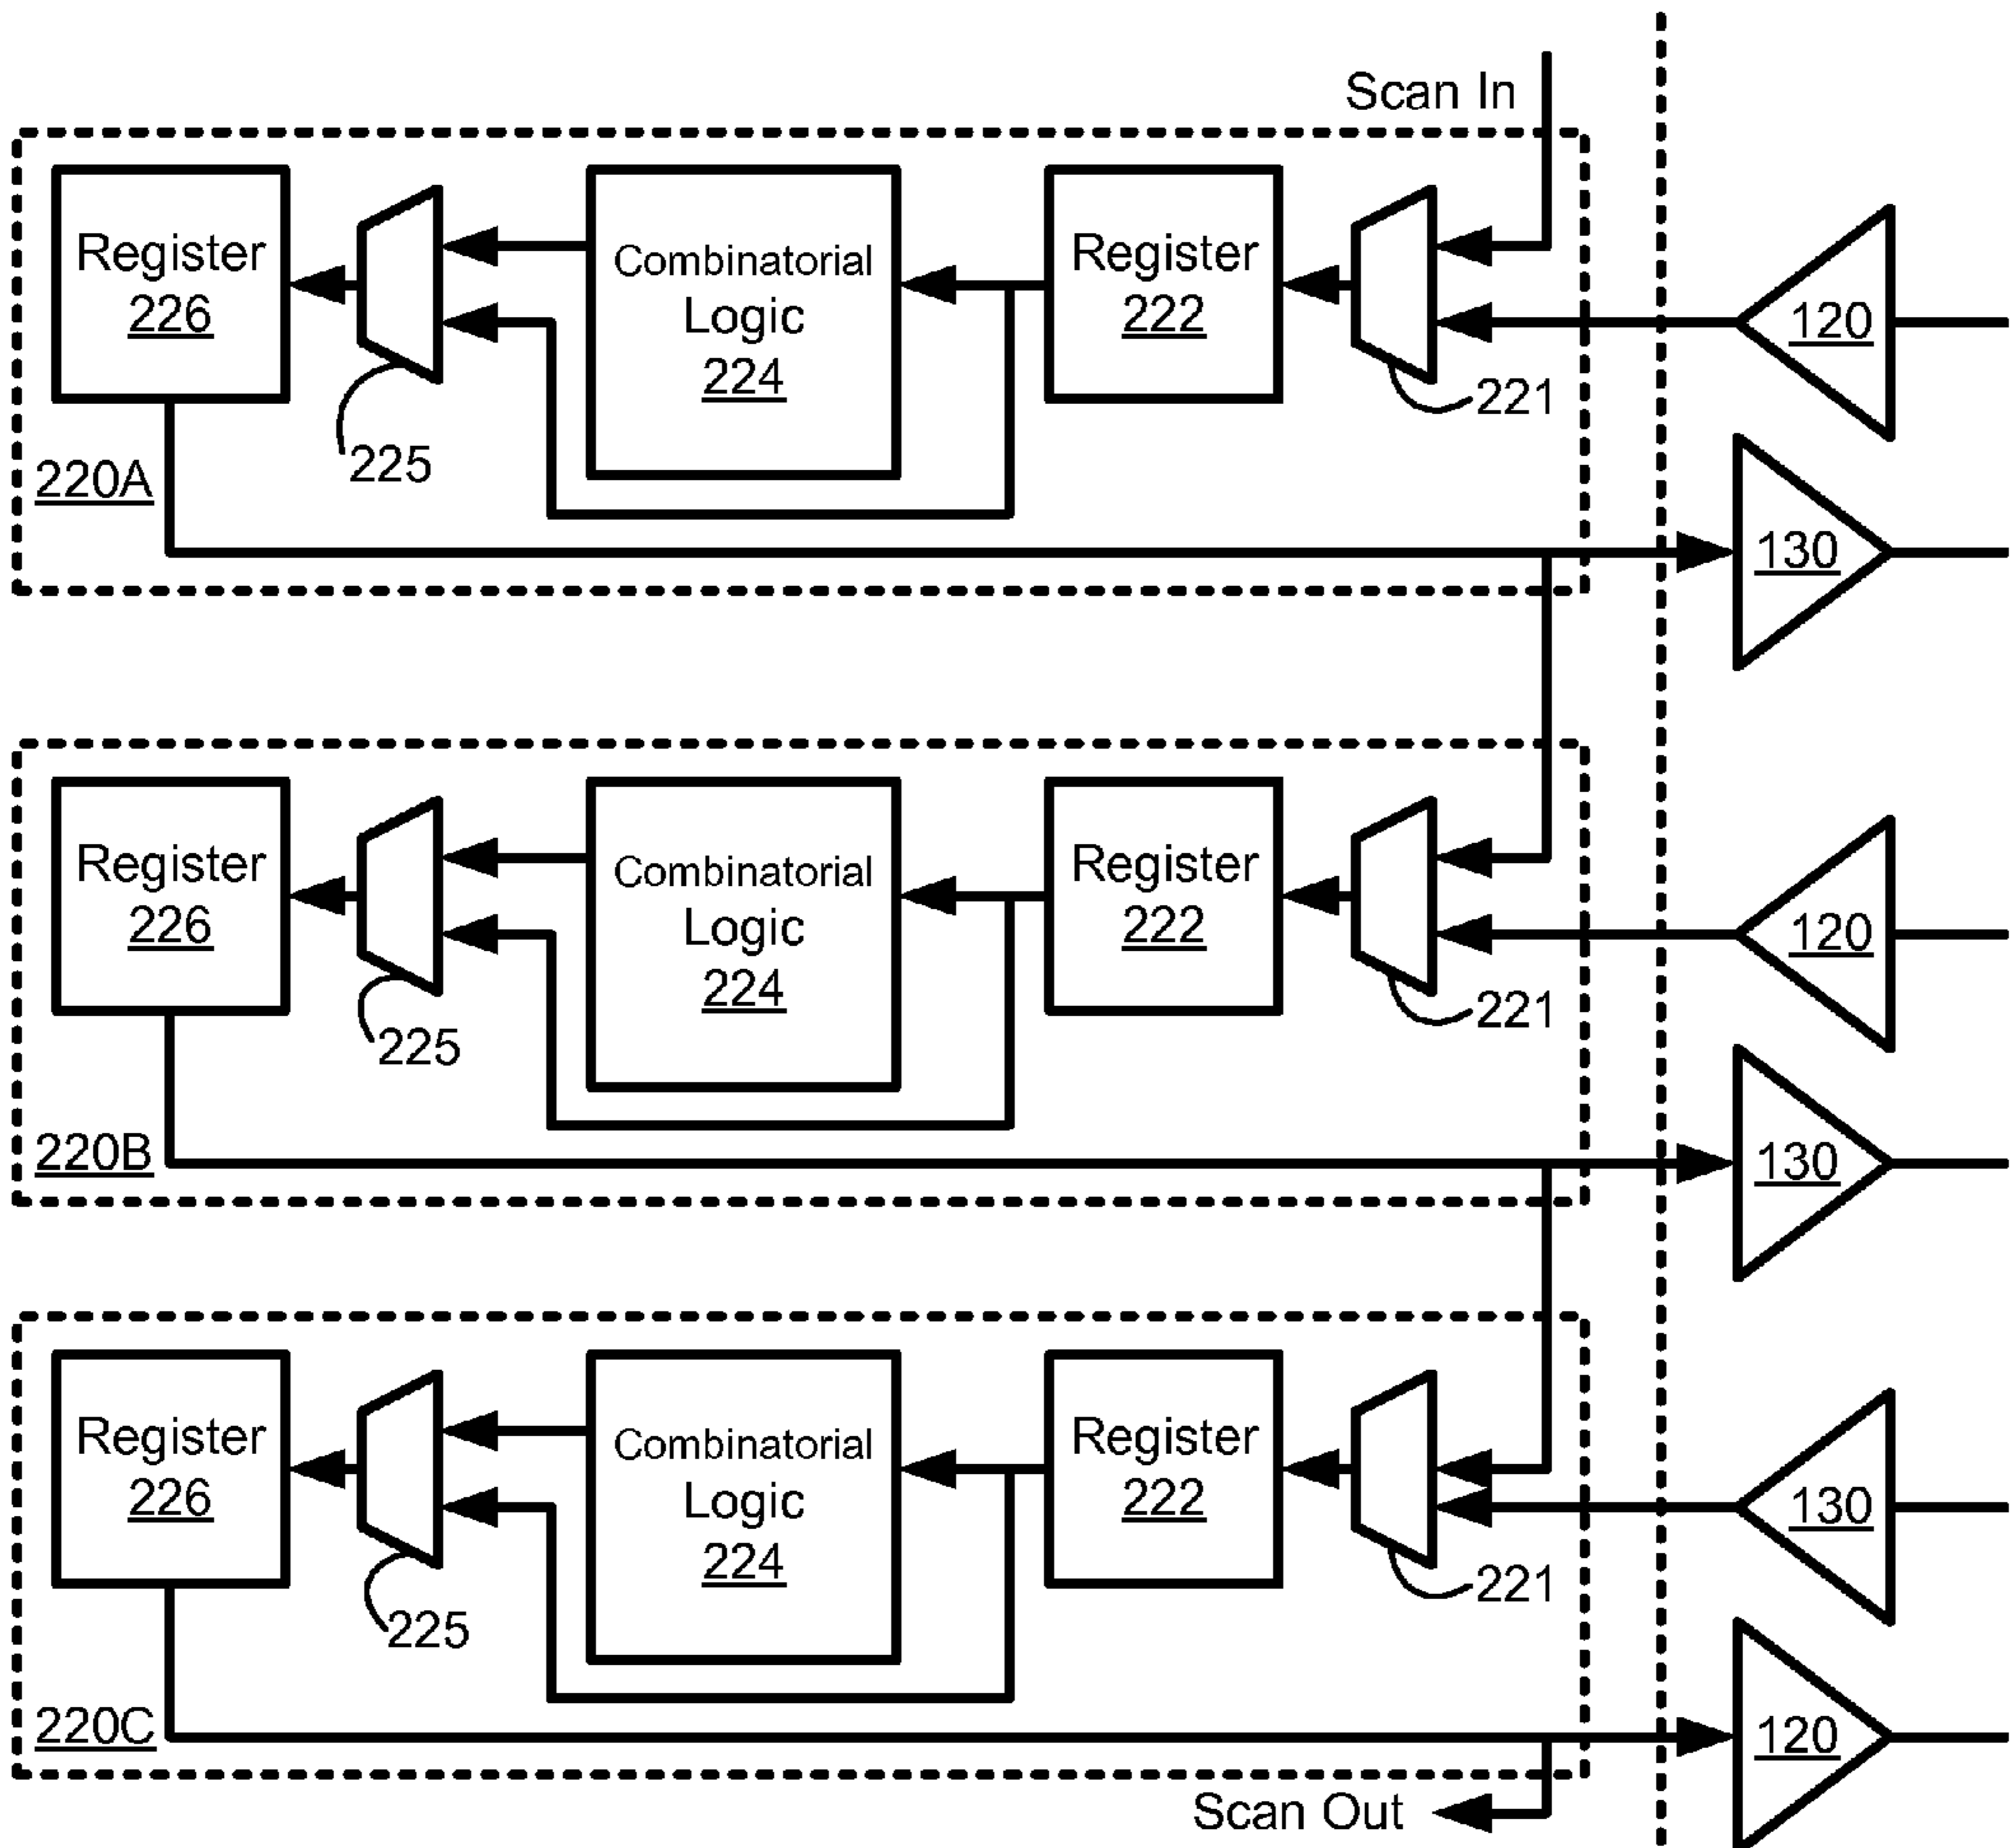 Scan In
Register
226
Combinatorial
Logic
224
Register
222
120
221
225
220A
130
Register
226
Combinatorial
Logic
224
Register
222
120
221
225
220B
130
Register
226
Combinatorial
Logic
224
Register
222
130
221
225
220C
120
Scan Out